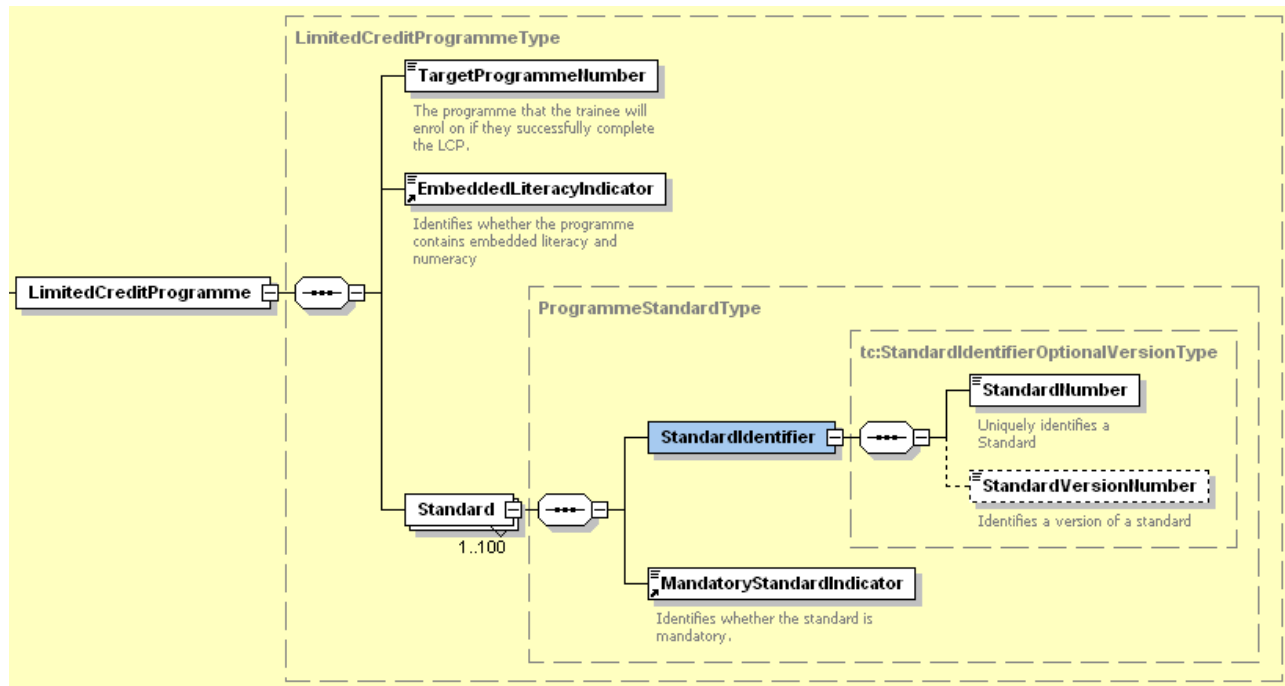 LimitedCreditProgrammeType
TargetProgrammeNumber
The programme that the trainee will
enrol on if they successfully complete
the LCP.
EmbeddedLiteracyIndicator
Identifies whether the programme
contains embedded literacy and
numeracy
LimitedCreditProgramme
ProgrammeStandardType
tc:StandardIdentifierOptionalVersionType
StandardNumber
Uniquely identifies a
Standard
StandardIdentifier
StandardVersionNumber
Identifies a version of a standard
Standard
1..100
MandatoryStandardIndicator
Identifies whether the standard is
mandatory.